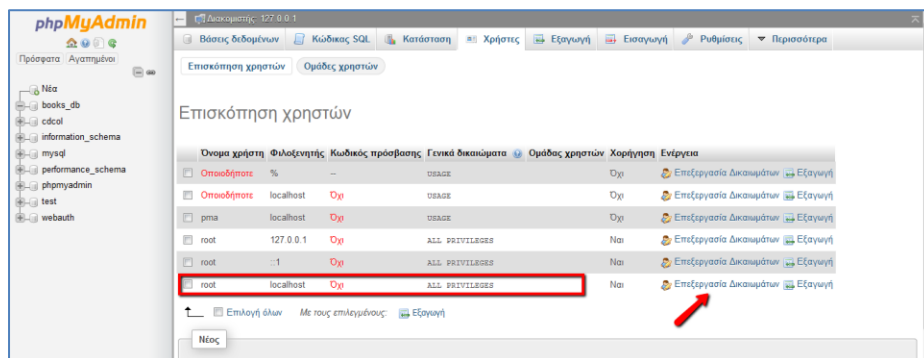 phpMyAdmin
Πρόσφατα Αγαπημένοι
Νέα
books_db
cdcol
information_schema
mysql
performance_schema
phpmyadmin
test
webauth
Διακομιστής: 127.0.0.1
Βάσεις δεδομένων Κώδικας SQL Κατάσταση Χρήστες Εξαγωγή Εισαγωγή Ρυθμίσεις Περισσότερα
Επισκόπηση χρηστών Ομάδες χρηστών
Επισκόπηση χρηστών
Όνομα χρήστη Φιλοξενητής Κωδικός πρόσβασης Γενικά δικαιώματα Ομάδας χρηστών Χορήγηση Ενέργεια
Οποιοδήποτε % -- USAGE Όχι Επεξεργασία Δικαιωμάτων Εξαγωγή
Οποιοδήποτε localhost Όχι USAGE Όχι Επεξεργασία Δικαιωμάτων Εξαγωγή
pma localhost Όχι USAGE Όχι Επεξεργασία Δικαιωμάτων Εξαγωγή
root 127.0.0.1 Όχι ALL PRIVILEGES Ναι Επεξεργασία Δικαιωμάτων Εξαγωγή
root ::1 Όχι ALL PRIVILEGES Ναι Επεξεργασία Δικαιωμάτων Εξαγωγή
root localhost Όχι ALL PRIVILEGES Ναι Επεξεργασία Δικαιωμάτων Εξαγωγή
Επιλογή όλων Με τους επιλεγμένους: Εξαγωγή
Νέος